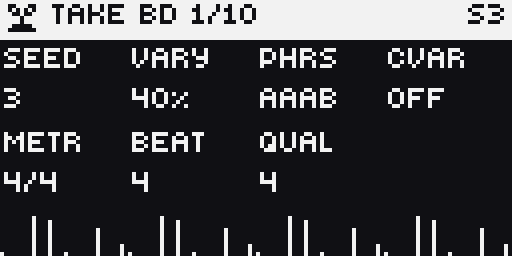 TAKE BD 1/10 S3
SEED VARY PHRS CVAR
3 40% AAAB OFF
METR BEAT QUAL
4/4 4 4